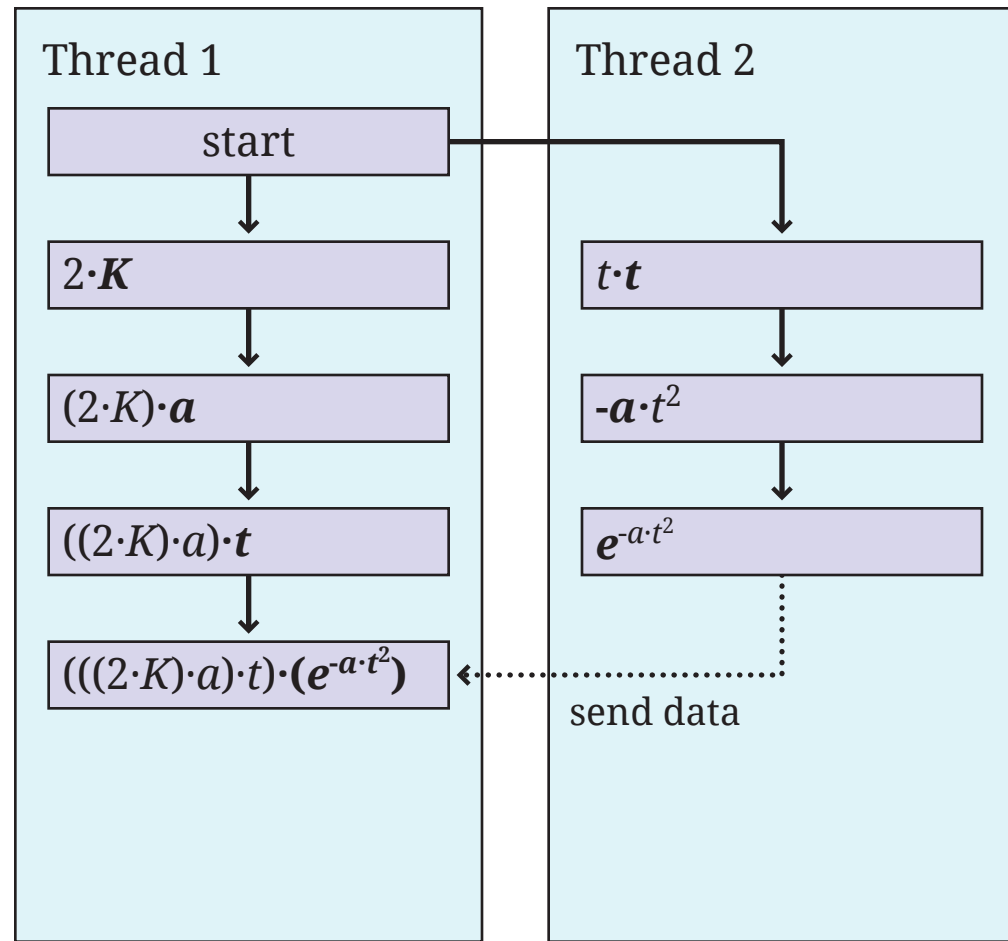 Thread 1
start
2·K
(2·K)·a
((2·K)·a)·t
(((2·K)·a)·t)·(e^-a·t²)
Thread 2
t·t
-a·t²
e^-a·t²
send data